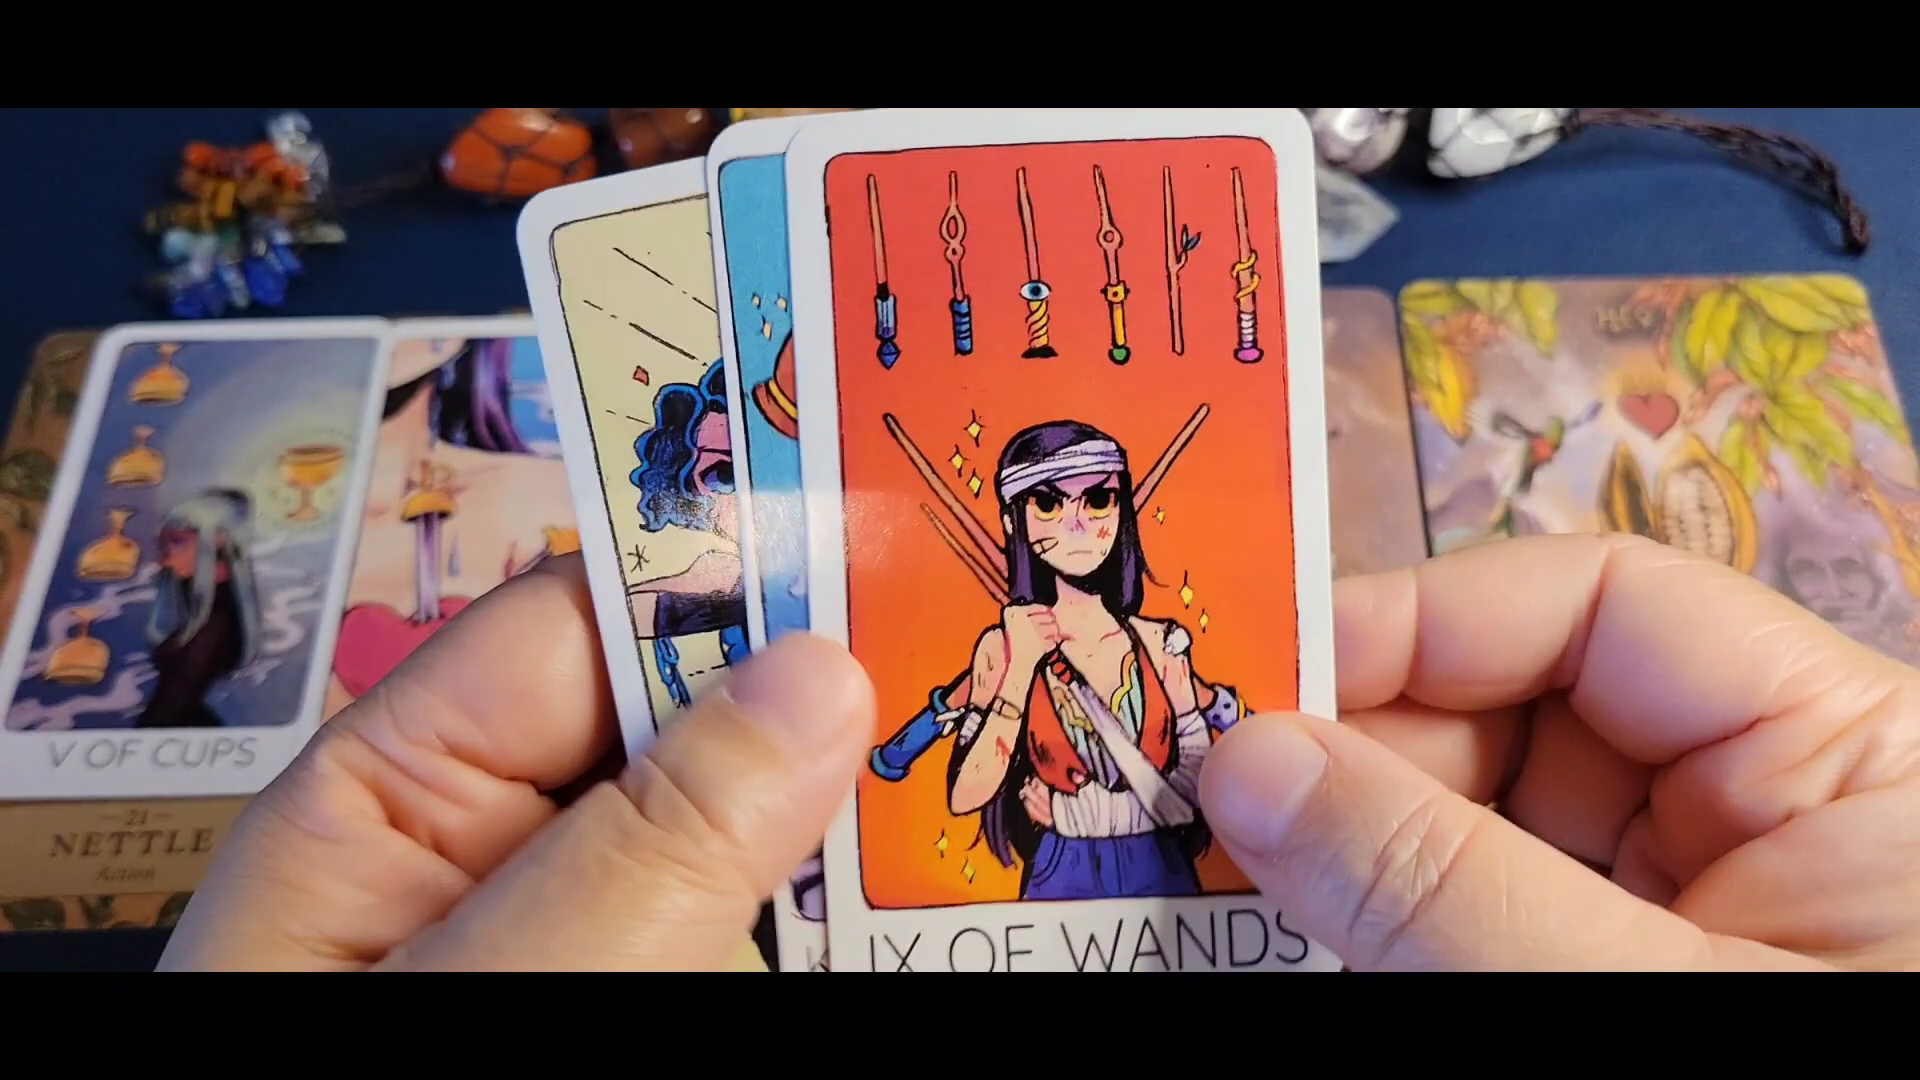 V OF CUPS
—21—
NETTLE
Action
IX OF WANDS